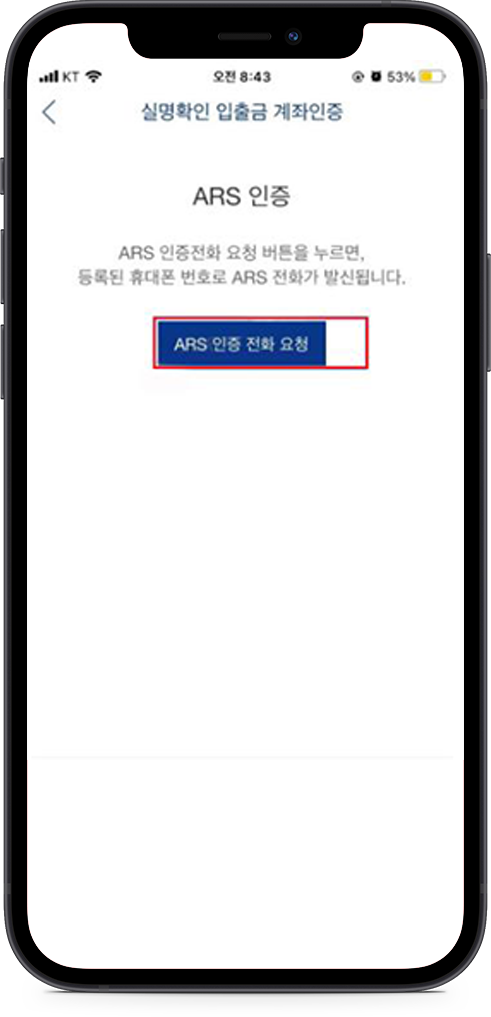 KT 오전 8:43 53%
실명확인 입출금 계좌인증
ARS 인증
ARS 인증전화 요청 버튼을 누르면,
등록된 휴대폰 번호로 ARS 전화가 발신됩니다.
ARS 인증 전화 요청